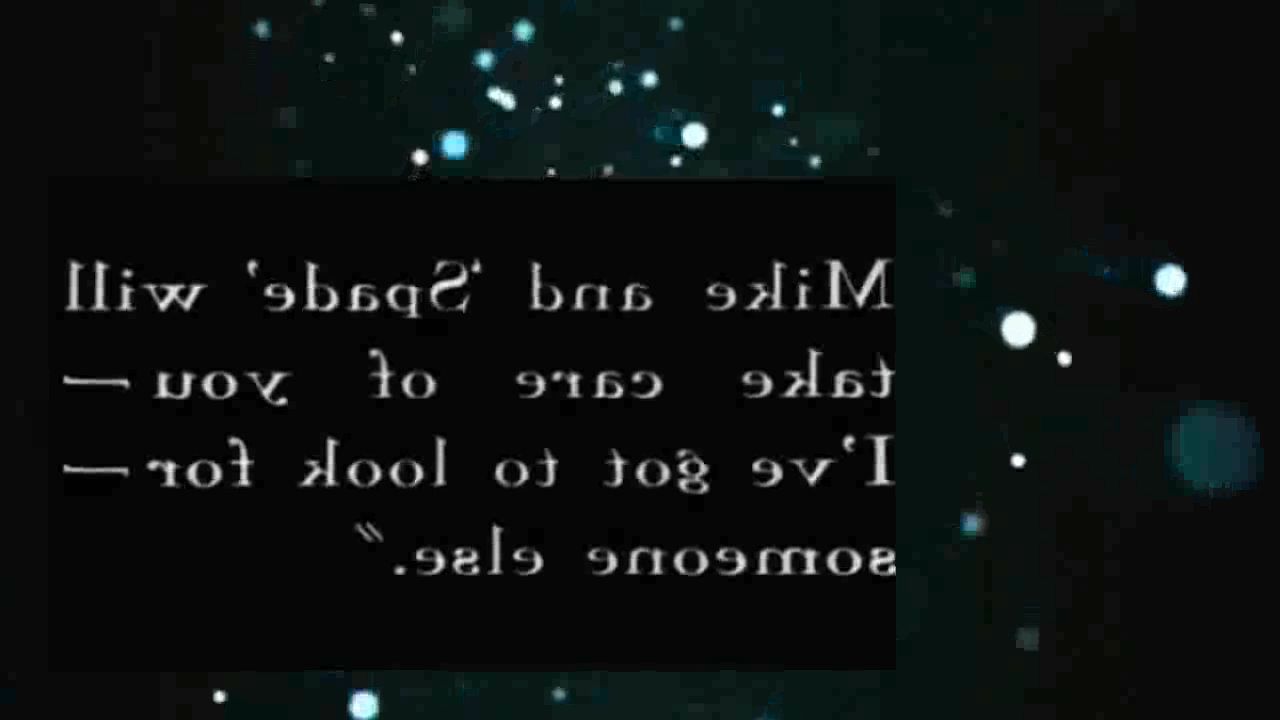 Mike and 'Spade' will
take care of you —
I've got to look for —
someone else."